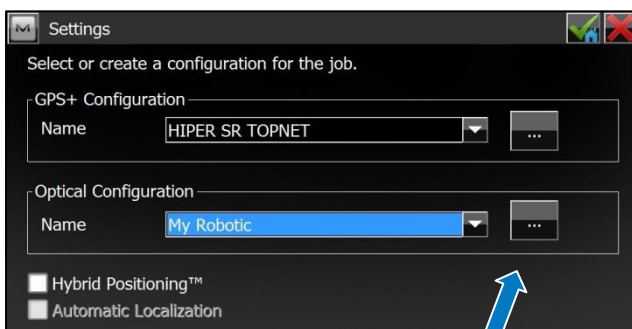 Settings
Select or create a configuration for the job.
GPS+ Configuration
Name HIPER SR TOPNET ...
Optical Configuration
Name My Robotic ...
Hybrid Positioning™
Automatic Localization